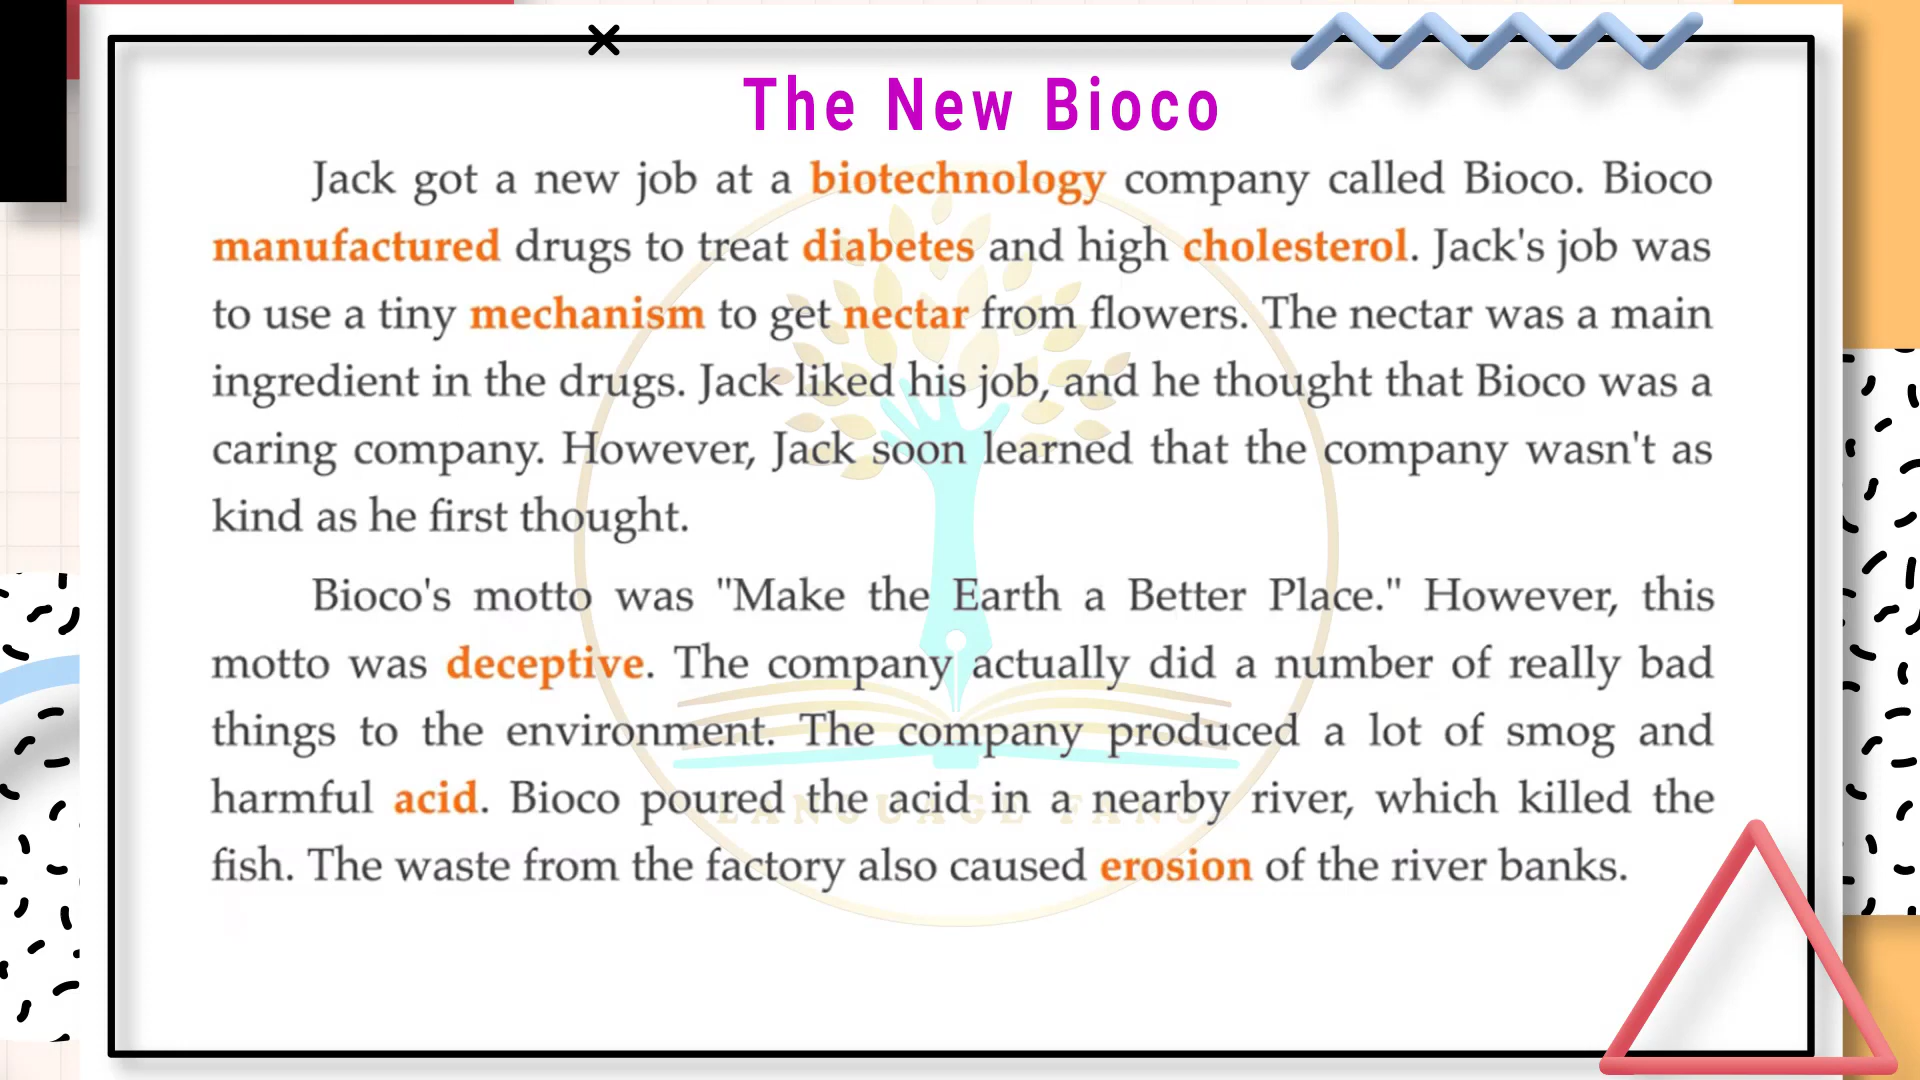 The New Bioco
Jack got a new job at a biotechnology company called Bioco. Bioco
manufactured drugs to treat diabetes and high cholesterol. Jack's job was
to use a tiny mechanism to get nectar from flowers. The nectar was a main
ingredient in the drugs. Jack liked his job, and he thought that Bioco was a
caring company. However, Jack soon learned that the company wasn't as
kind as he first thought.
Bioco's motto was "Make the Earth a Better Place." However, this
motto was deceptive. The company actually did a number of really bad
things to the environment. The company produced a lot of smog and
harmful acid. Bioco poured the acid in a nearby river, which killed the
LANGUAGE FANS
fish. The waste from the factory also caused erosion of the river banks.